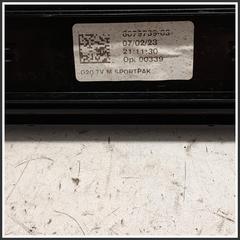 07/02/23
21:11:30
Op. 00339
G20 TV M SPORTPAK